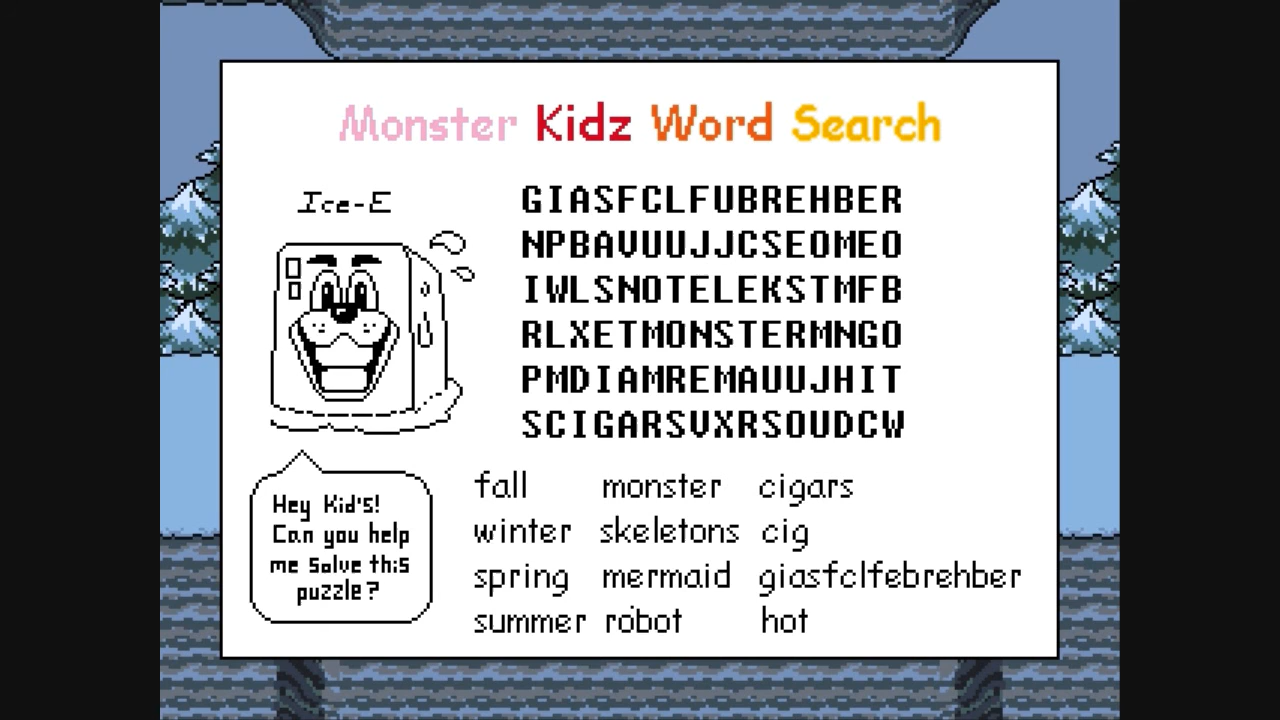 Monster Kidz Word Search
Ice-E
GIASFCLFUBREHBER
NPBAVUUJJCSEOMEO
IWLSNOTELEKSTMFB
RLXETMONSTERMNGO
PMDIAMREMAUUJHIT
SCIGARSVXRSOUDCW
fall monster cigars
winter skeletons cig
spring mermaid giasfclfebrehber
summer robot hot
Hey Kid's!
Can you help
me solve this
puzzle?